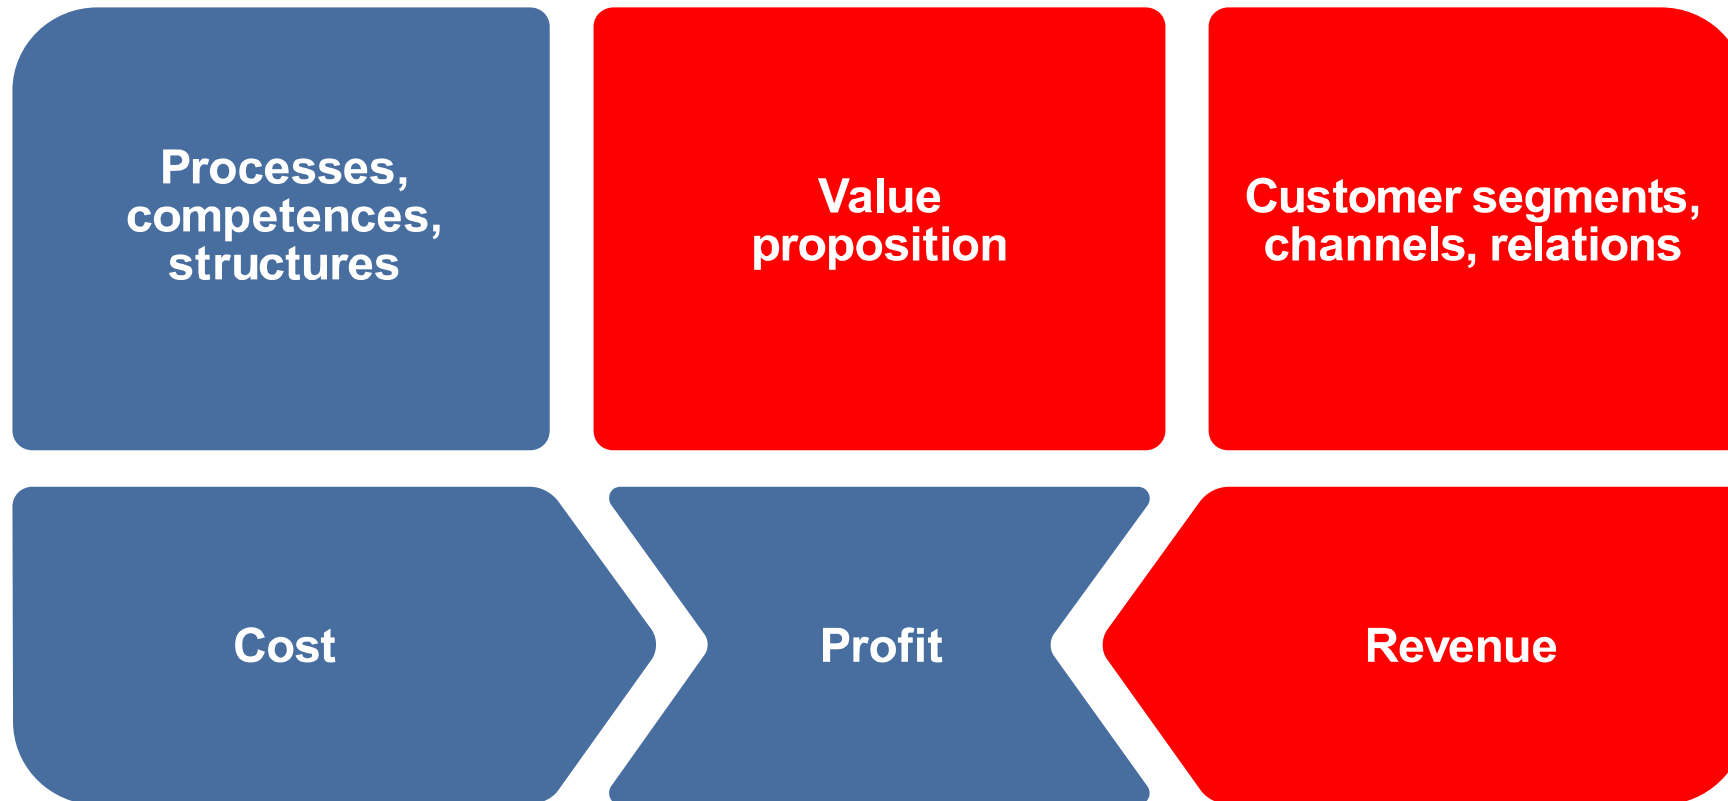 Processes,
competences,
structures
Value
proposition
Customer segments,
channels, relations
Cost
Profit
Revenue